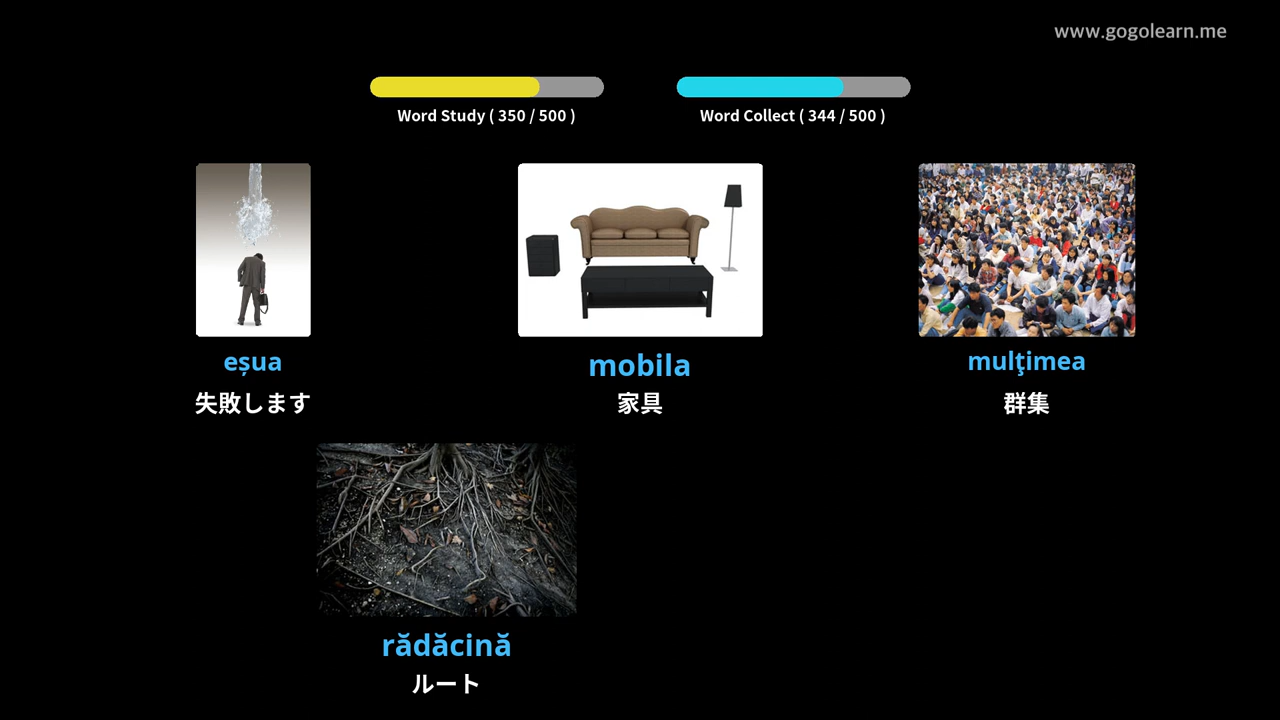 www.gogolearn.me
Word Study ( 350 / 500 )
Word Collect ( 344 / 500 )
eșua
失敗します
mobila
家具
mulţimea
群集
rădăcină
ルート